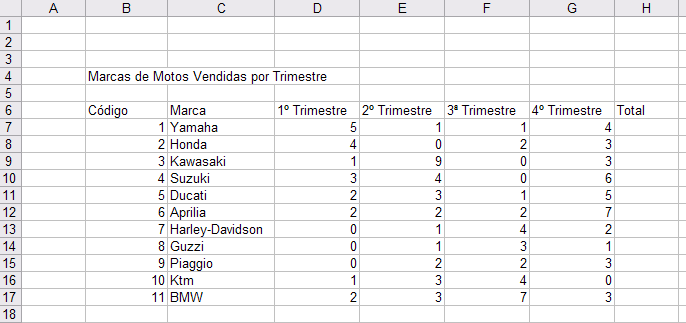 A B C D E F G H
1
2
3
4 Marcas de Motos Vendidas por Trimestre
5
6 Código Marca 1º Trimestre 2º Trimestre 3ª Trimestre 4º Trimestre Total
7 1 Yamaha 5 1 1 4
8 2 Honda 4 0 2 3
9 3 Kawasaki 1 9 0 3
10 4 Suzuki 3 4 0 6
11 5 Ducati 2 3 1 5
12 6 Aprilia 2 2 2 7
13 7 Harley-Davidson 0 1 4 2
14 8 Guzzi 0 1 3 1
15 9 Piaggio 0 2 2 3
16 10 Ktm 1 3 4 0
17 11 BMW 2 3 7 3
18